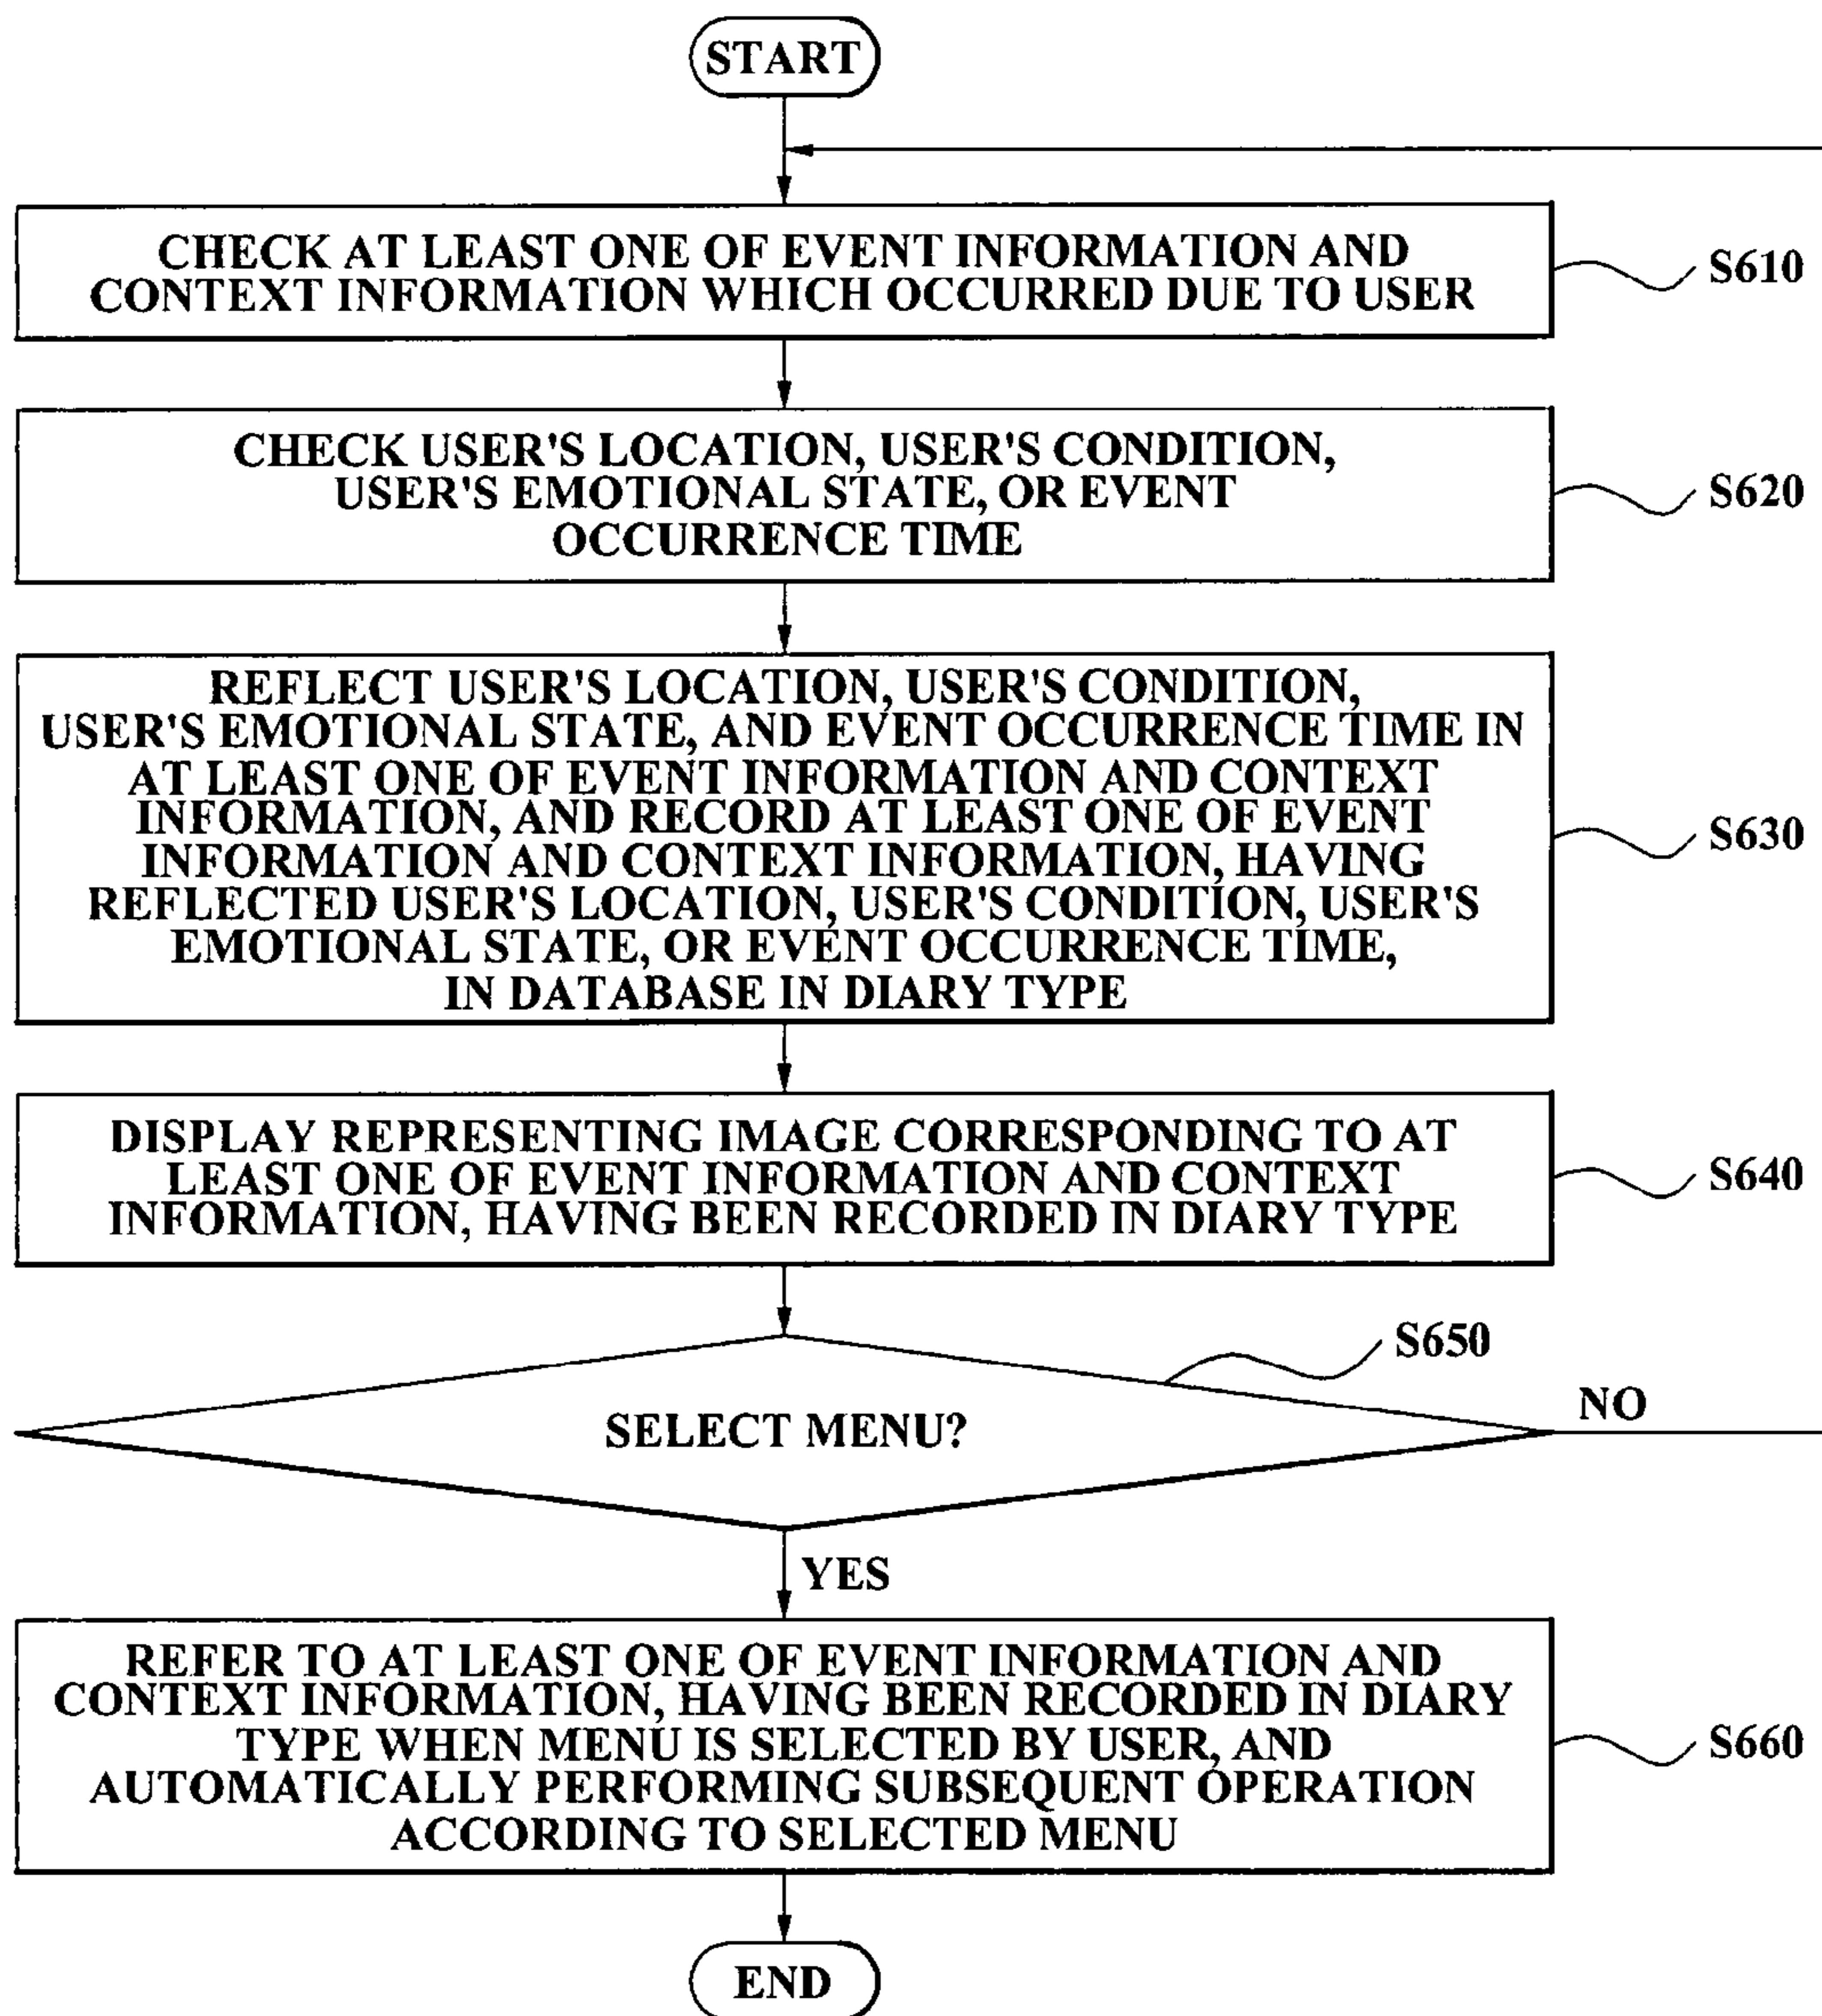 START
CHECK AT LEAST ONE OF EVENT INFORMATION AND
CONTEXT INFORMATION WHICH OCCURRED DUE TO USER
S610
CHECK USER'S LOCATION, USER'S CONDITION,
USER'S EMOTIONAL STATE, OR EVENT
OCCURRENCE TIME
S620
REFLECT USER'S LOCATION, USER'S CONDITION,
USER'S EMOTIONAL STATE, AND EVENT OCCURRENCE TIME IN
AT LEAST ONE OF EVENT INFORMATION AND CONTEXT
INFORMATION, AND RECORD AT LEAST ONE OF EVENT
INFORMATION AND CONTEXT INFORMATION, HAVING
REFLECTED USER'S LOCATION, USER'S CONDITION, USER'S
EMOTIONAL STATE, OR EVENT OCCURRENCE TIME,
IN DATABASE IN DIARY TYPE
S630
DISPLAY REPRESENTING IMAGE CORRESPONDING TO AT
LEAST ONE OF EVENT INFORMATION AND CONTEXT
INFORMATION, HAVING BEEN RECORDED IN DIARY TYPE
S640
S650
SELECT MENU?
NO
YES
REFER TO AT LEAST ONE OF EVENT INFORMATION AND
CONTEXT INFORMATION, HAVING BEEN RECORDED IN DIARY
TYPE WHEN MENU IS SELECTED BY USER, AND
AUTOMATICALLY PERFORMING SUBSEQUENT OPERATION
ACCORDING TO SELECTED MENU
S660
END